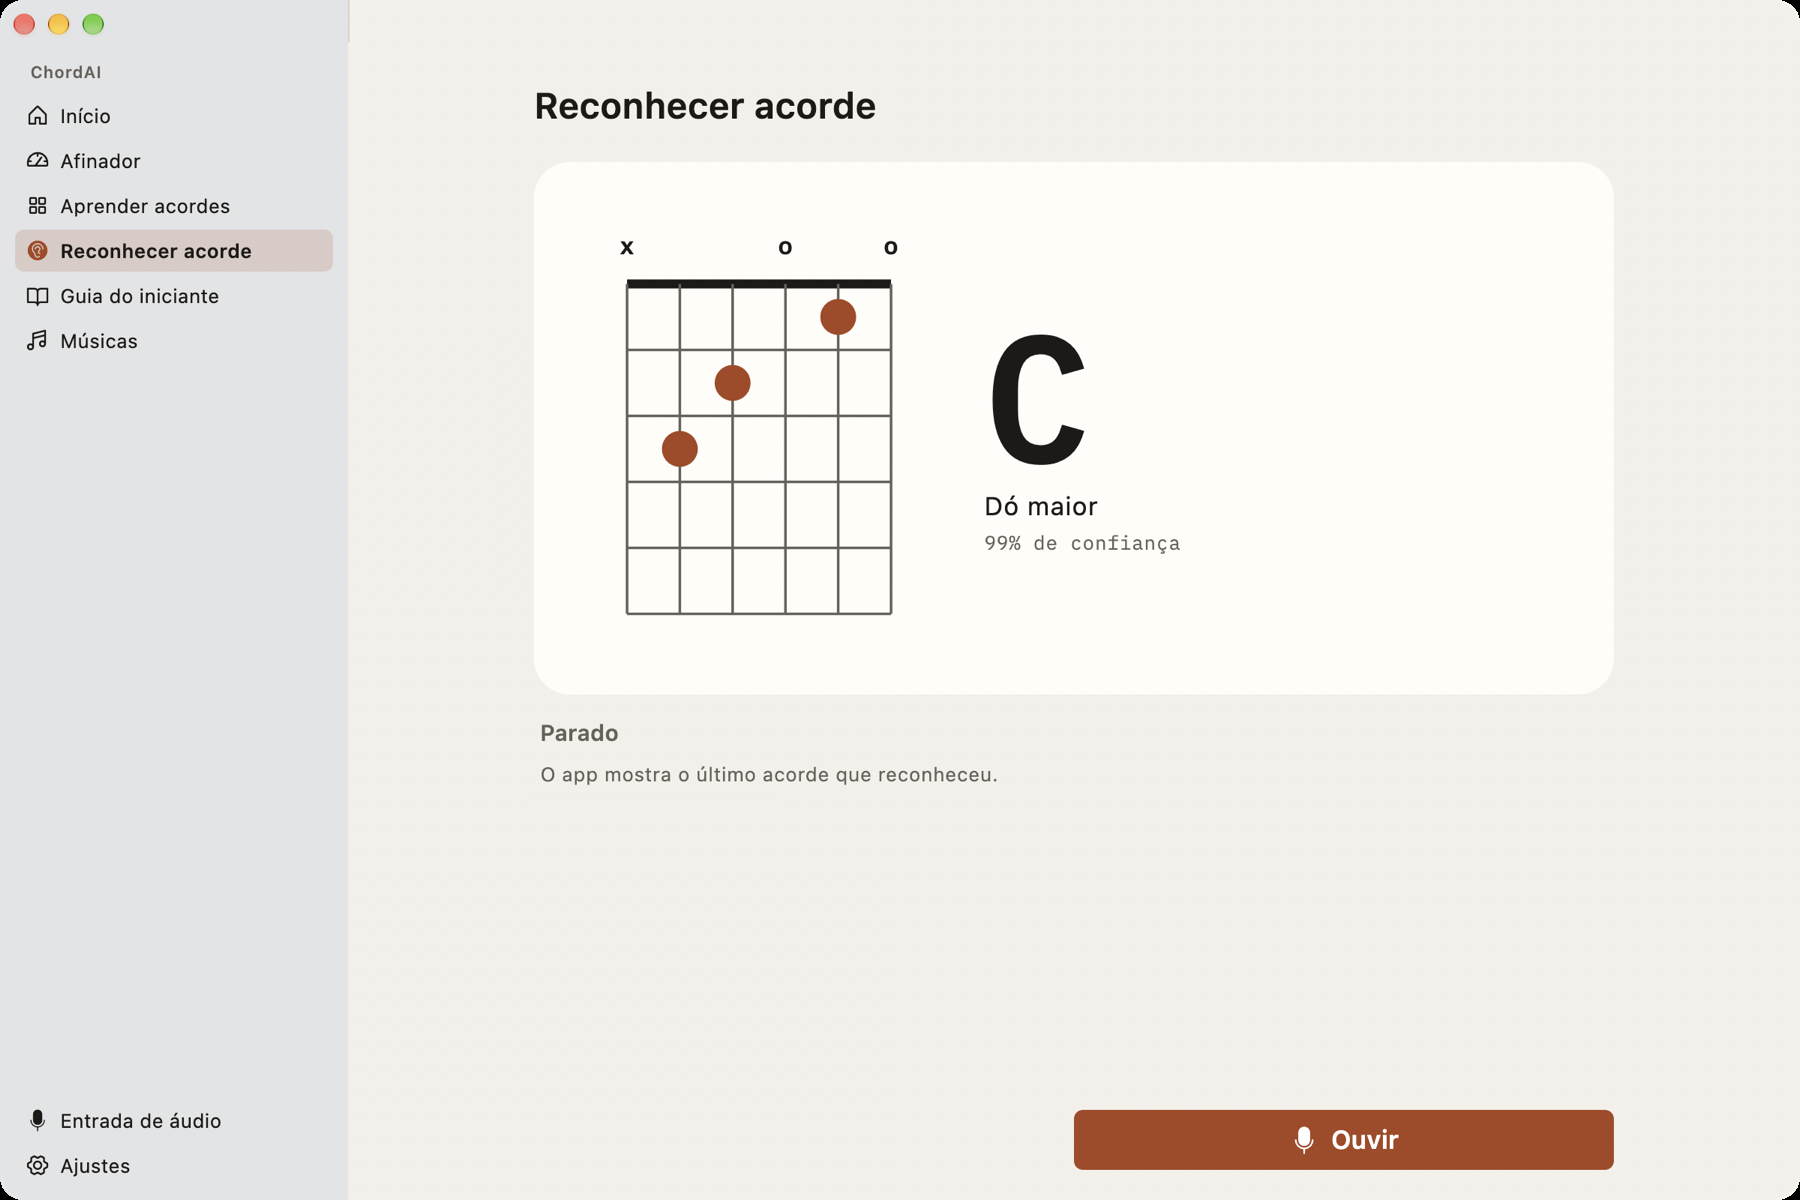 ChordAI
Início
Afinador
Aprender acordes
Reconhecer acorde
Guia do iniciante
Músicas
Entrada de áudio
Ajustes
Reconhecer acorde
x o o
C
Dó maior
99% de confiança
Parado
O app mostra o último acorde que reconheceu.
Ouvir